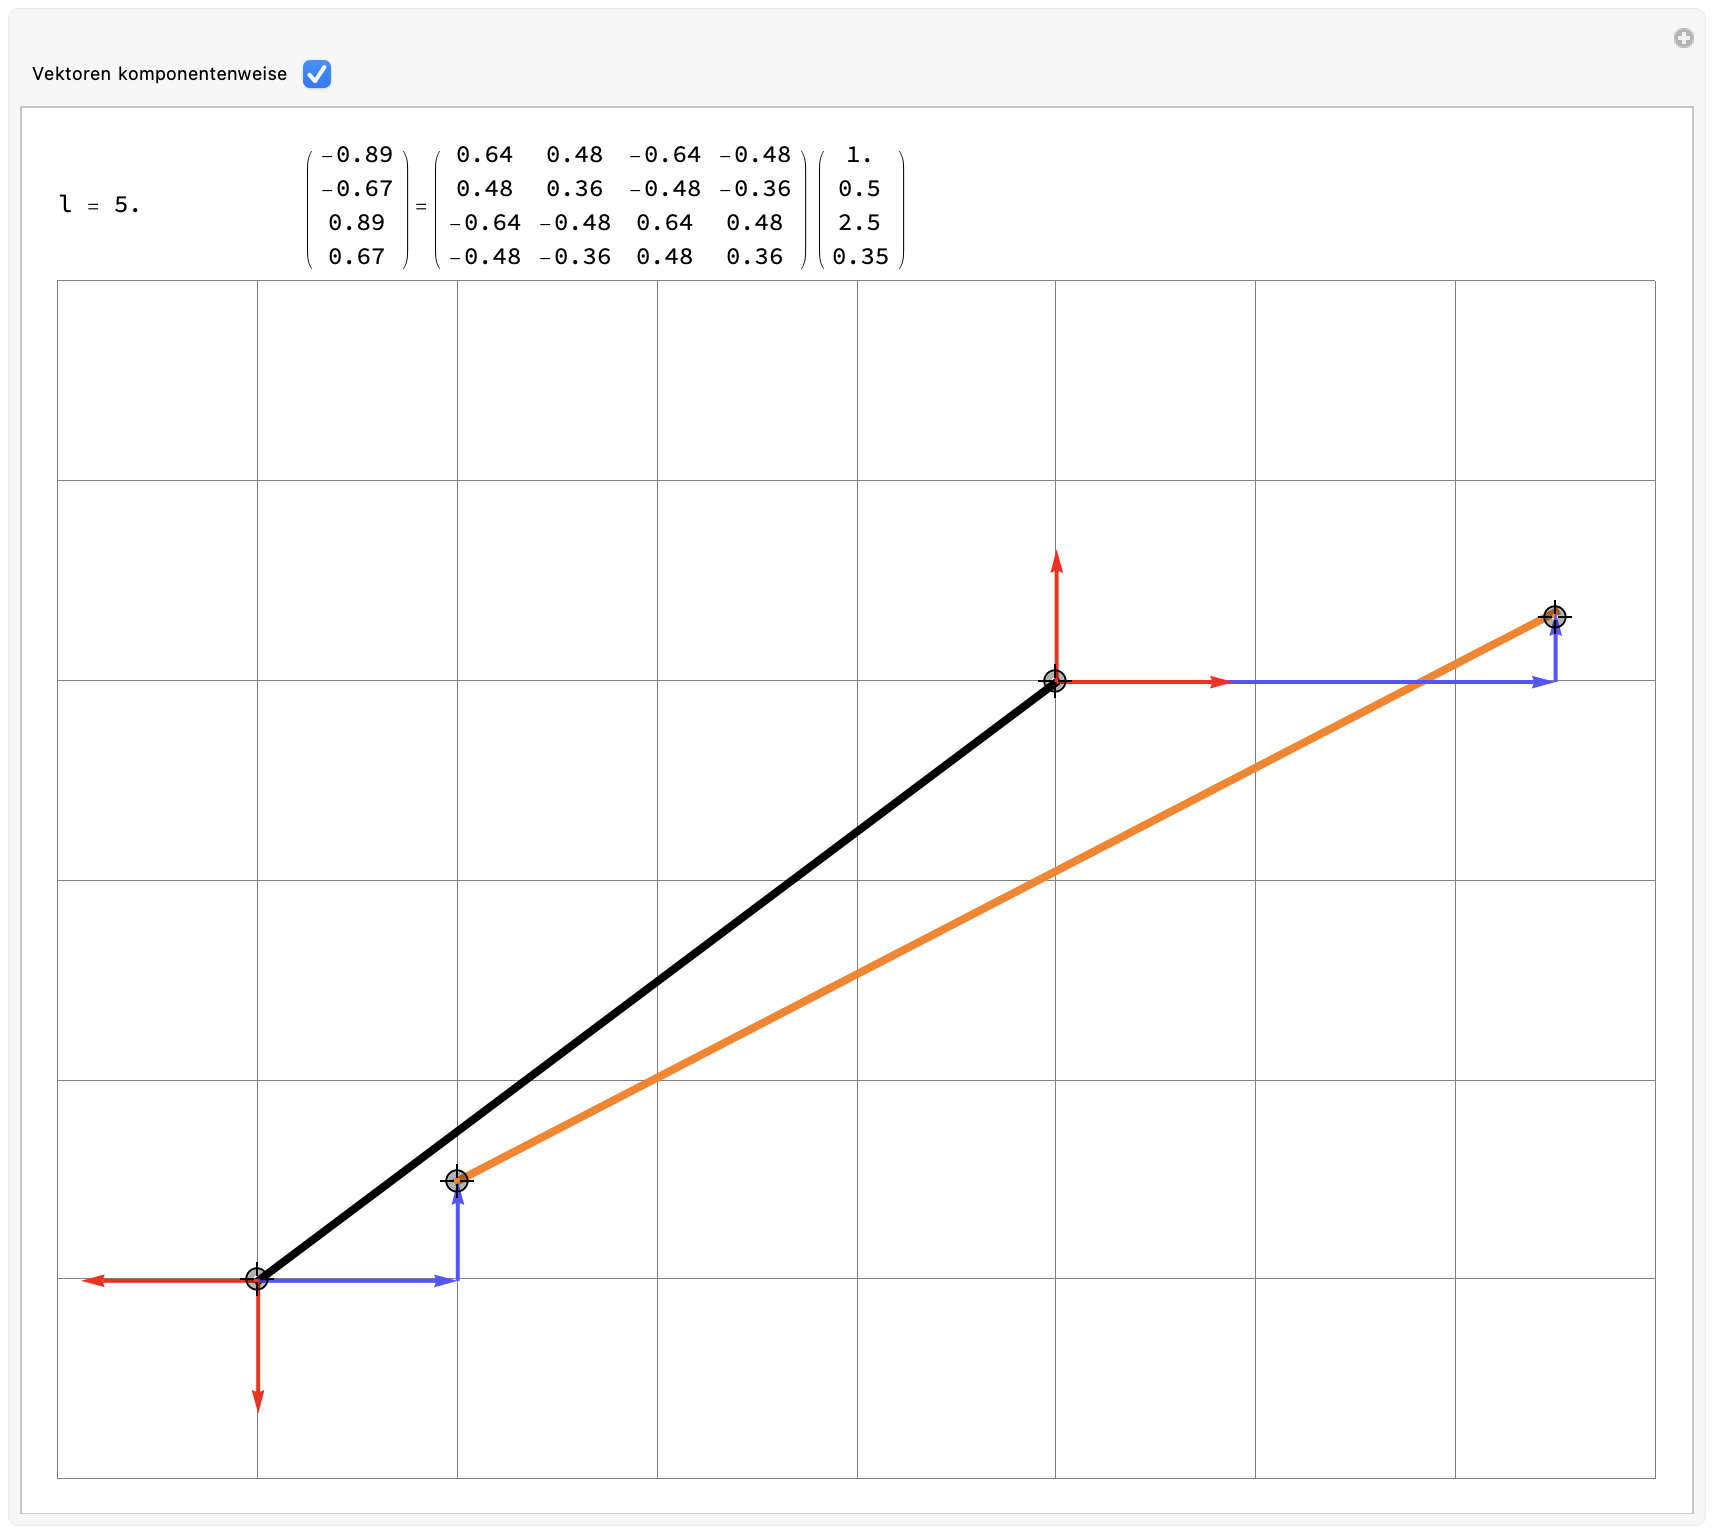 Vektoren komponentenweise
-0.89 0.64 0.48 -0.64 -0.48 1.
-0.67 0.48 0.36 -0.48 -0.36 0.5
l = 5. =
0.89 -0.64 -0.48 0.64 0.48 2.5
0.67 -0.48 -0.36 0.48 0.36 0.35